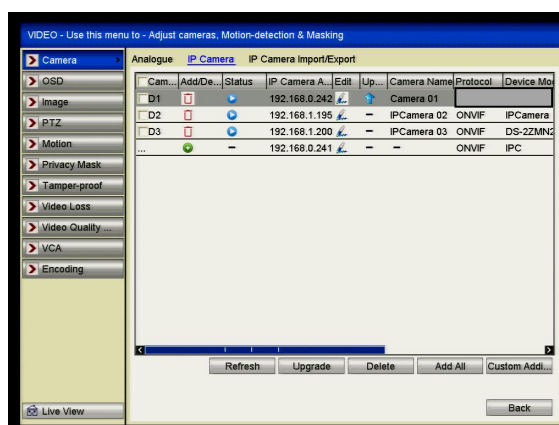 VIDEO - Use this menu to - Adjust cameras, Motion-detection & Masking
Camera
OSD
Image
PTZ
Motion
Privacy Mask
Tamper-proof
Video Loss
Video Quality ...
VCA
Encoding
Live View
Analogue IP Camera IP Camera Import/Export
Cam... Add/De... Status IP Camera A... Edit Up... Camera Name Protocol Device Mo
D1 192.168.0.242 Camera 01
D2 192.168.1.195 – IPCamera 02 ONVIF IPCamera
D3 192.168.1.200 – IPCamera 03 ONVIF DS-2ZMN2
... – 192.168.0.241 – – ONVIF IPC
Refresh Upgrade Delete Add All Custom Addi...
Back